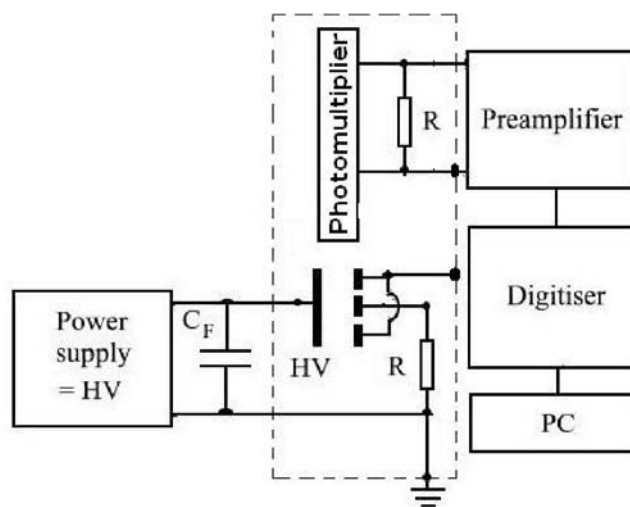 Photomultiplier
R
Preamplifier
Power
supply
= HV
C_F
HV
R
Digitiser
PC